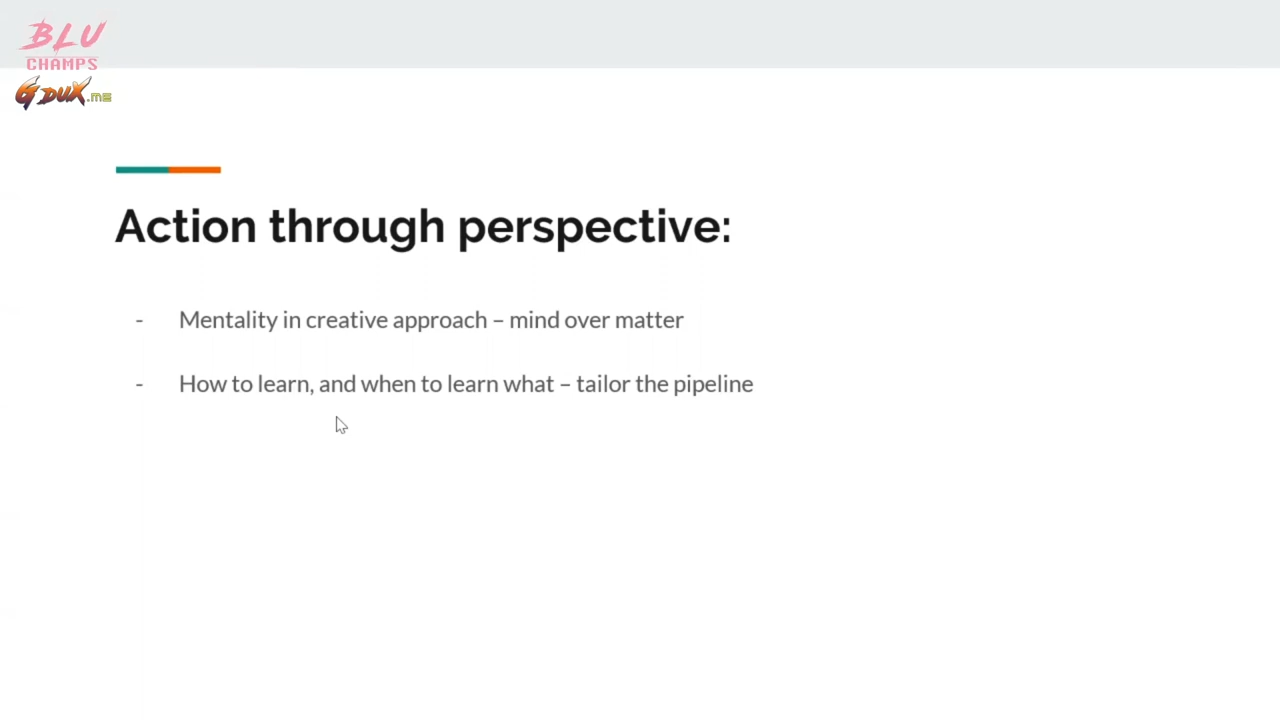 BLU
CHAMPS
G DUX.ME
Action through perspective:
- Mentality in creative approach – mind over matter
- How to learn, and when to learn what – tailor the pipeline